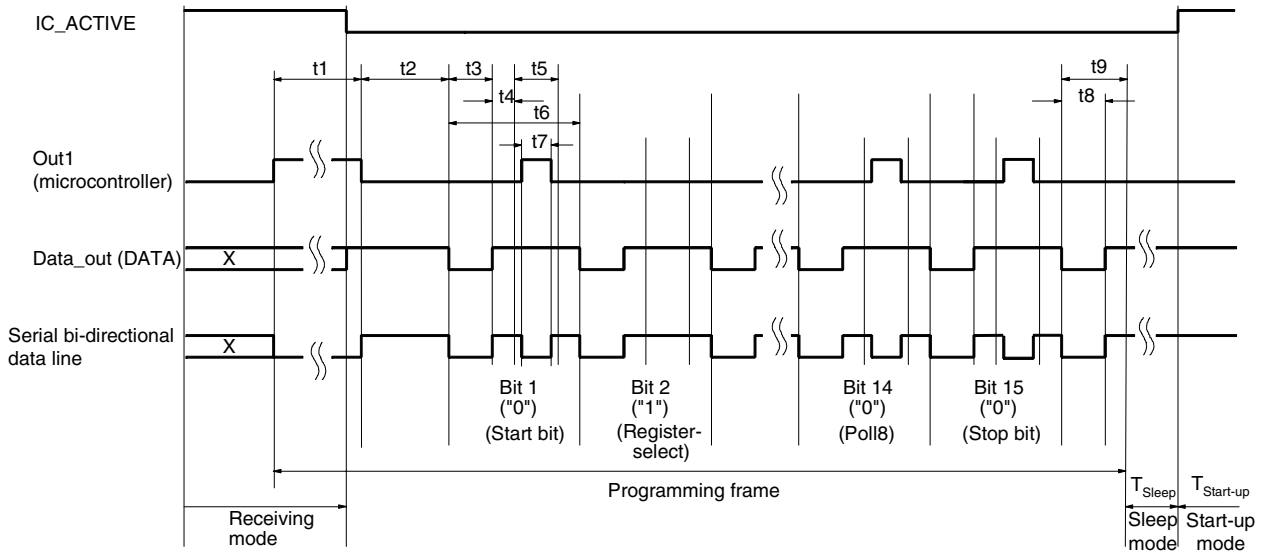 IC_ACTIVE
t1
t2
t3
t5
t9
t4
t6
t8
t7
Out1
(microcontroller)
Data_out (DATA)
X
Serial bi-directional
data line
X
Bit 1
("0")
(Start bit)
Bit 2
("1")
(Register-
select)
Bit 14
("0")
(Poll8)
Bit 15
("0")
(Stop bit)
Programming frame
TSleep
TStart-up
Receiving
mode
Sleep
mode
Start-up
mode